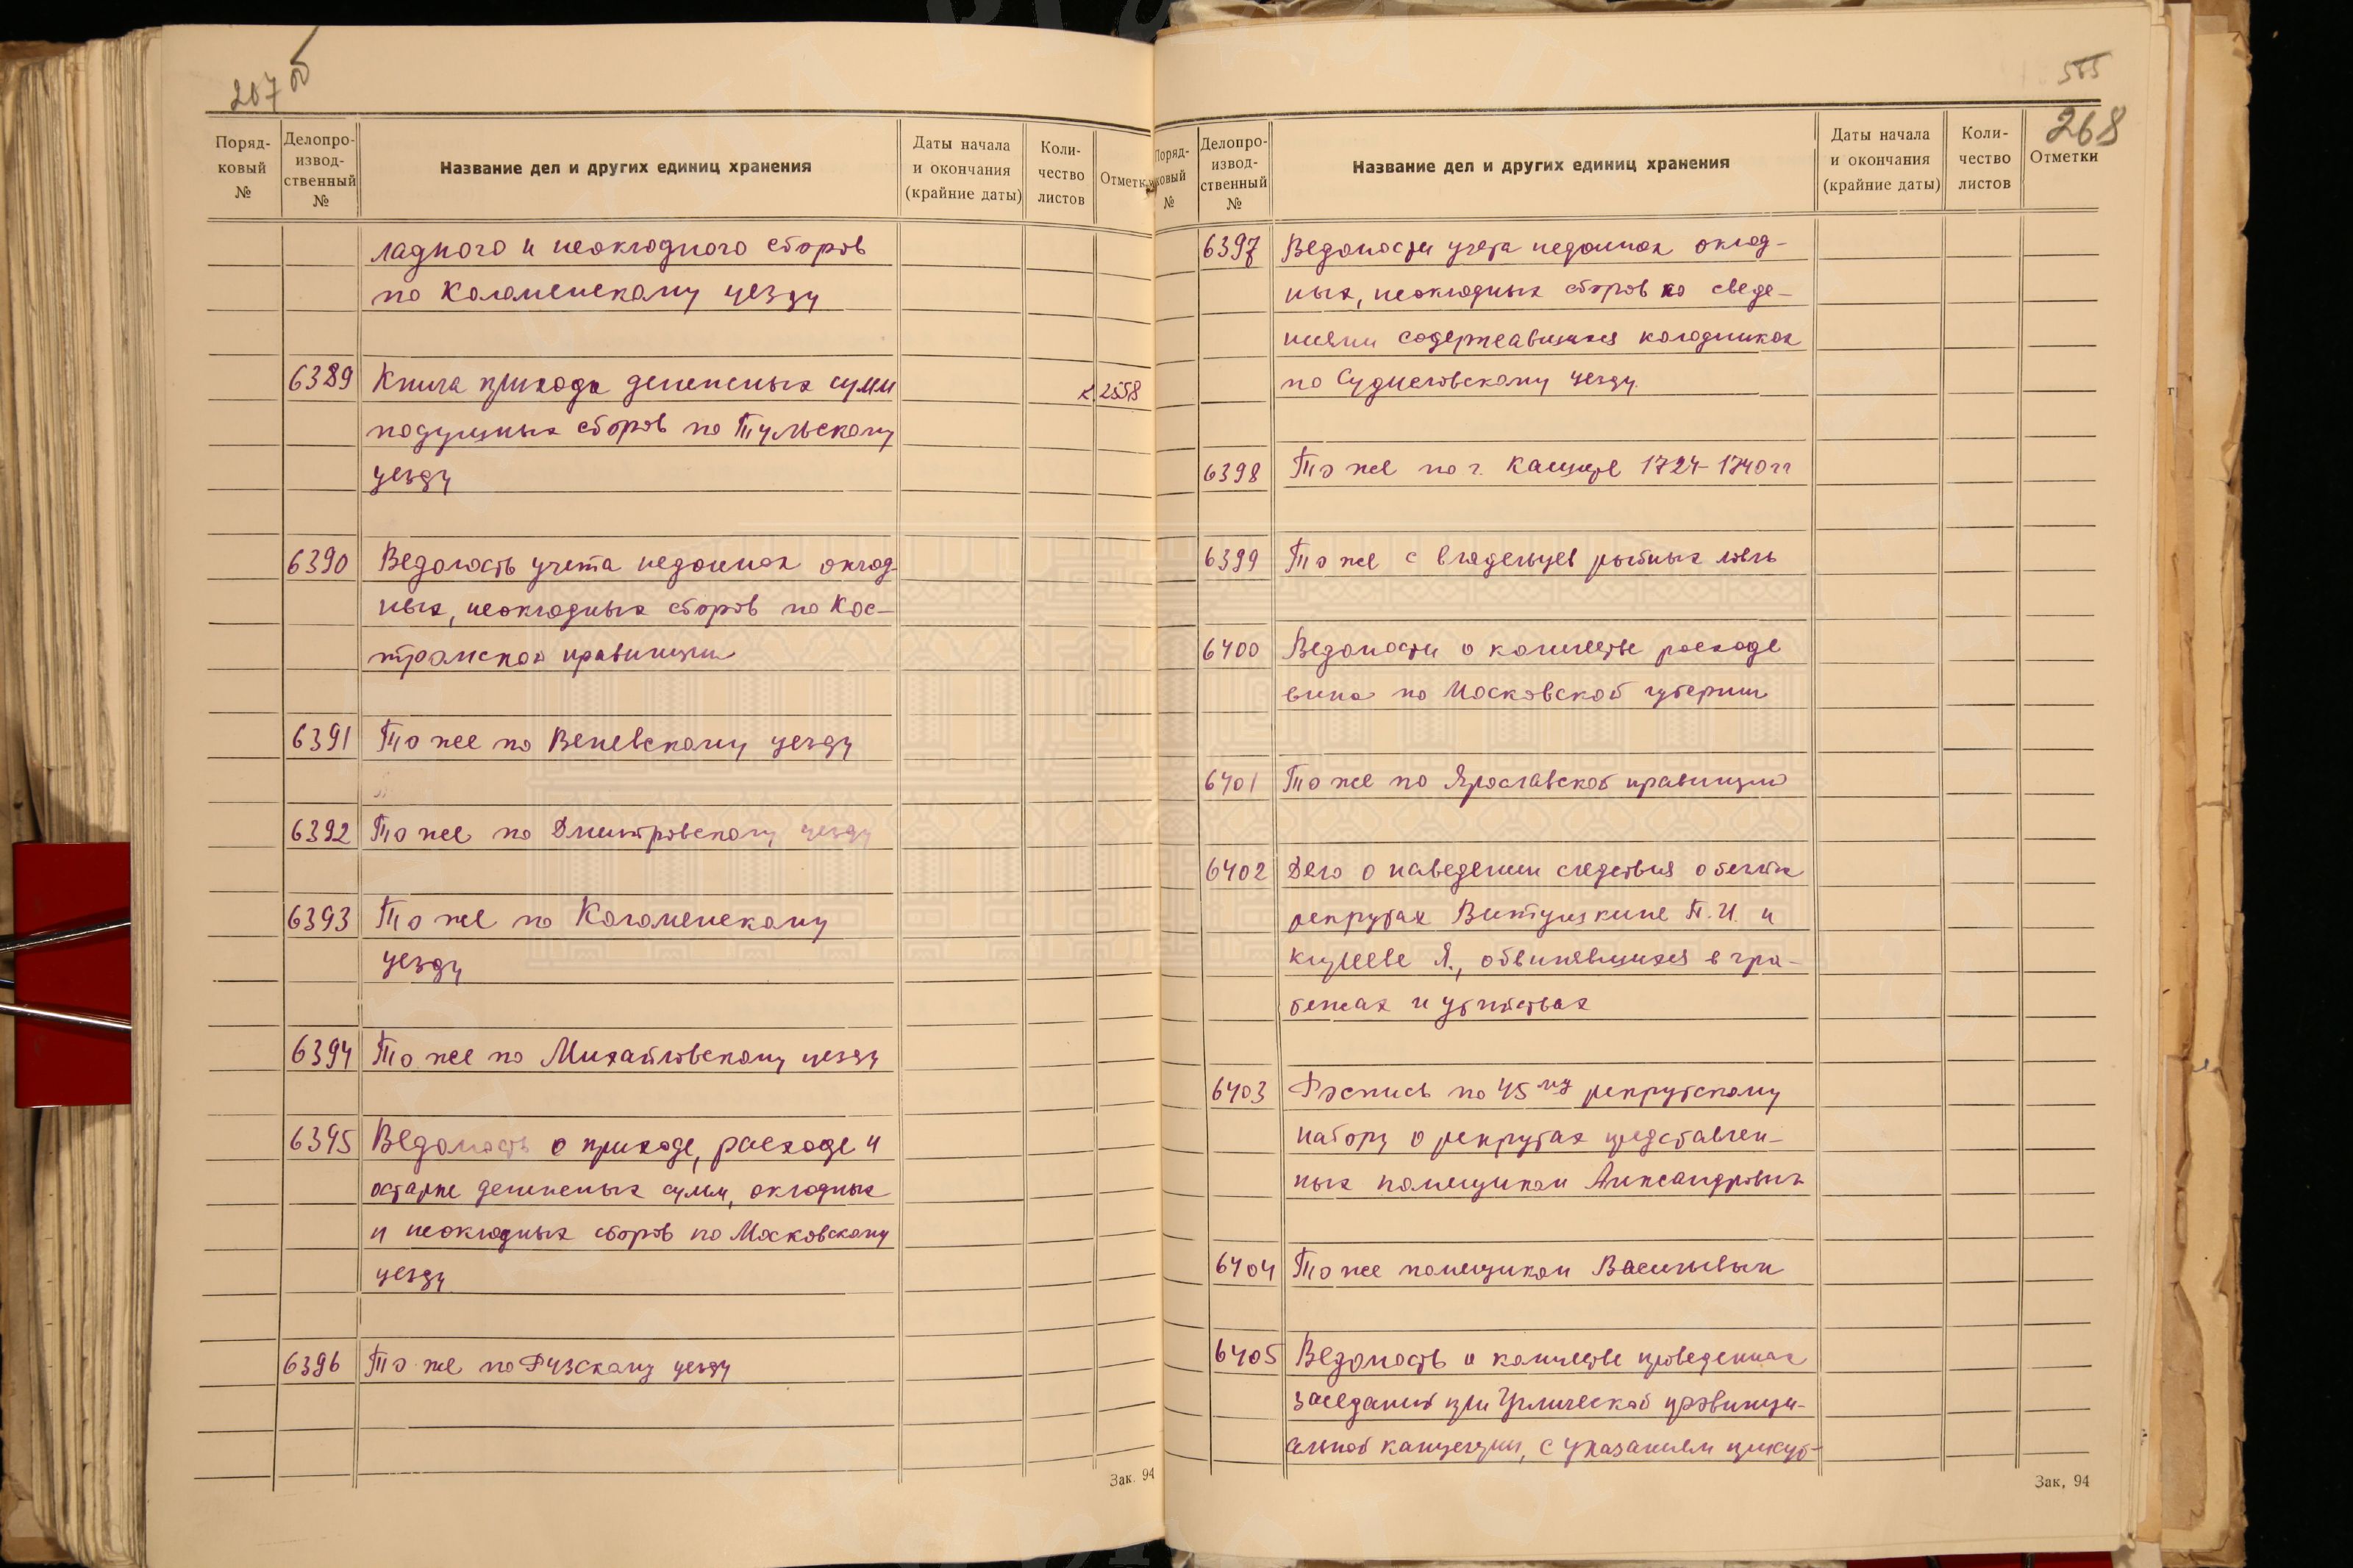 207 об
Поряд-
ковый
№
Делопро-
извод-
ственный
№
Название дел и других единиц хранения
Даты начала
и окончания
(крайние даты)
Коли-
чество
листов
Отметки
ладного и неокладного сборов
по Коломенскому уезду
6389 Книга прихода денежных сумм
подушных сборов по Тульскому
уезду
2558
6390 Ведомость учета недоимок оклад-
ных, неокладных сборов по Кос-
тромской провинции
6391 То же по Веневскому уезду
6392 То же по Дмитровскому уезду
6393 То же по Коломенскому
уезду
6394 То же по Михайловскому уезду
6395 Ведомость о приходе, расходе и
остатке денежных сумм, окладных
и неокладных сборов по Московскому
уезду
6396 То же по Рузскому уезду
Зак. 94
555
268
Поряд-
ковый
№
Делопро-
извод-
ственный
№
Название дел и других единиц хранения
Даты начала
и окончания
(крайние даты)
Коли-
чество
листов
Отметки
6397 Ведомости учета недоимок оклад-
ных, неокладных сборов со сведе-
ниями содержавшихся колодников
по Судиславскому уезду
6398 То же по г. Кашире 1724-1740 гг
6399 То же с владельцев рыбных ловль
6400 Ведомости о количестве расходе
вина по Московской губернии
6401 То же по Ярославской провинции
6402 Дело о наведении следствия о беглых
рекрутах П. И. и
Я., обвинявшихся в гра-
бежах и убийствах
6403 Роспись по 45му рекрутскому
набору о рекрутах представлен-
ных помещиком Александровым
6404 То же помещиком Васильевым
6405 Ведомость о количестве проведенных
заседаний при Угличской провинци-
альной канцелярии, с указанием присут-
Зак, 94